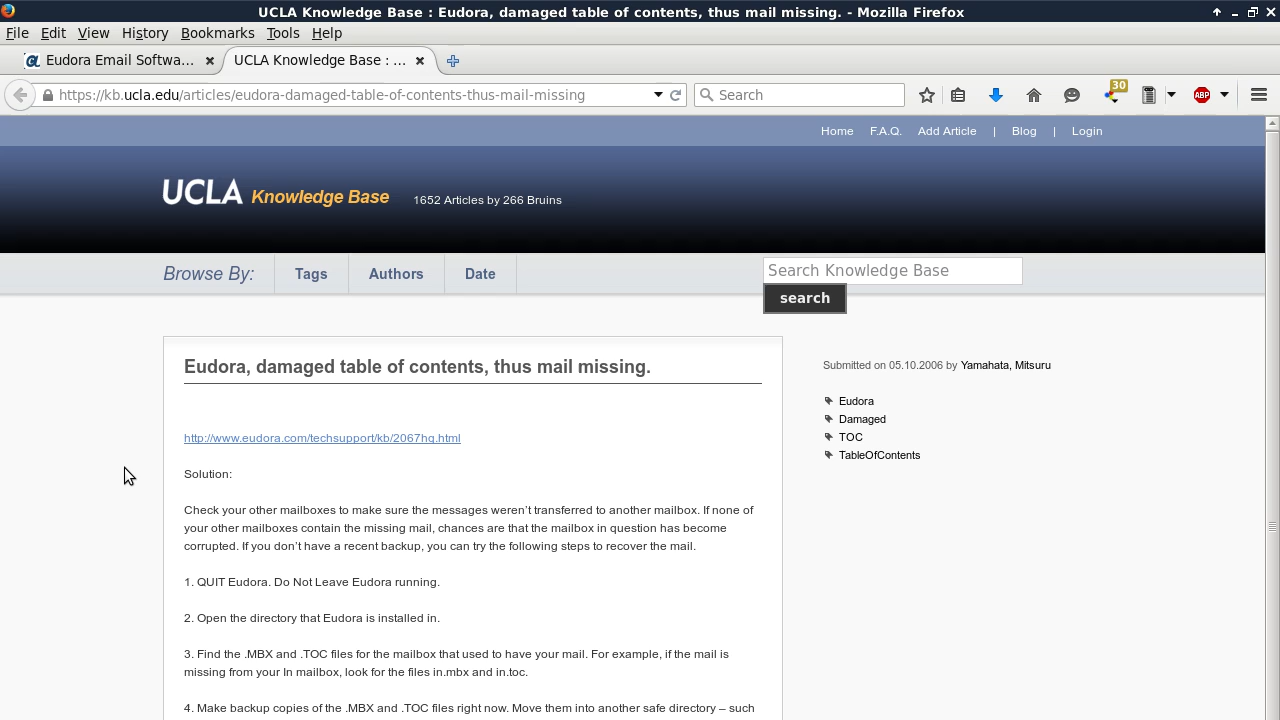 UCLA Knowledge Base : Eudora, damaged table of contents, thus mail missing. - Mozilla Firefox
File Edit View History Bookmarks Tools Help
Eudora Email Softwa... UCLA Knowledge Base : ...
https://kb.ucla.edu/articles/eudora-damaged-table-of-contents-thus-mail-missing Search 30 ABP
Home F.A.Q. Add Article | Blog | Login
UCLA Knowledge Base 1652 Articles by 266 Bruins
Browse By: Tags Authors Date Search Knowledge Base
search
Eudora, damaged table of contents, thus mail missing.
Submitted on 05.10.2006 by Yamahata, Mitsuru
Eudora
Damaged
TOC
TableOfContents
http://www.eudora.com/techsupport/kb/2067hq.html
Solution:
Check your other mailboxes to make sure the messages weren’t transferred to another mailbox. If none of
your other mailboxes contain the missing mail, chances are that the mailbox in question has become
corrupted. If you don’t have a recent backup, you can try the following steps to recover the mail.
1. QUIT Eudora. Do Not Leave Eudora running.
2. Open the directory that Eudora is installed in.
3. Find the .MBX and .TOC files for the mailbox that used to have your mail. For example, if the mail is
missing from your In mailbox, look for the files in.mbx and in.toc.
4. Make backup copies of the .MBX and .TOC files right now. Move them into another safe directory – such